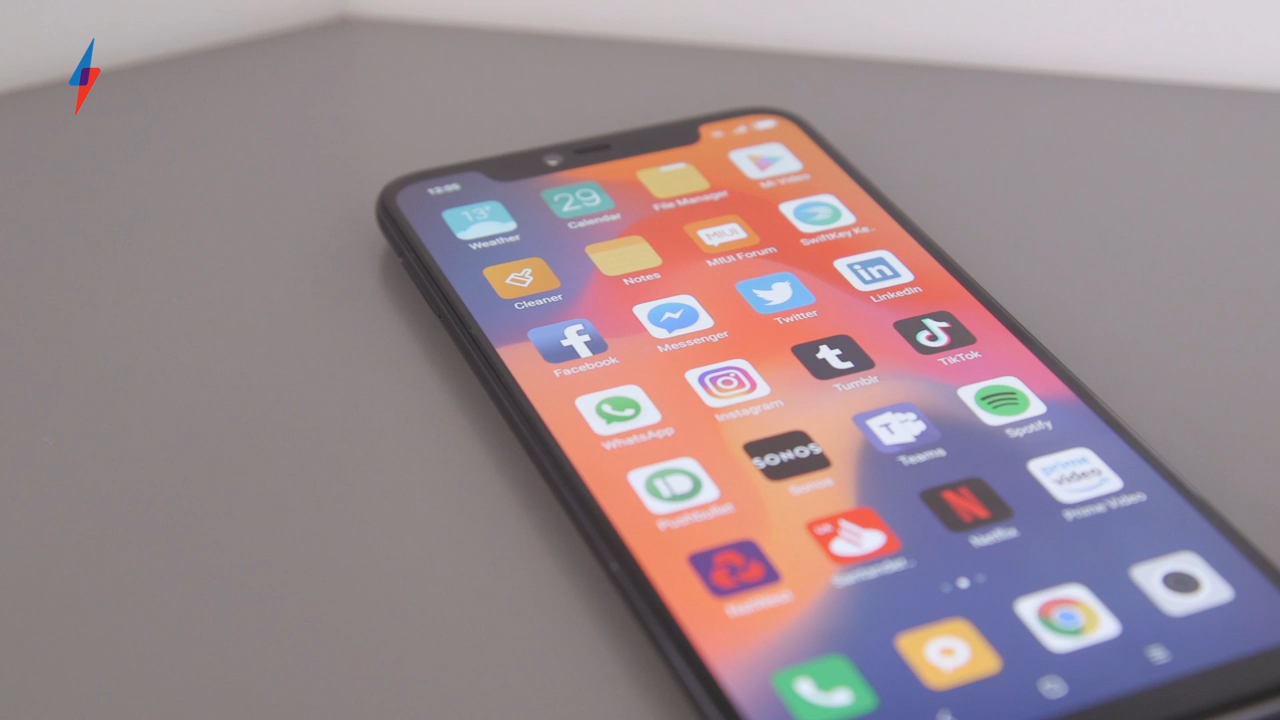 12:00
13°
Weather
29
Calendar
File Manager
Mi Video
Cleaner
Notes
MIUI
MIUI Forum
SwiftKey Ke...
Facebook
Messenger
Twitter
in
LinkedIn
WhatsApp
Instagram
t
Tumblr
TikTok
Pushbullet
SONOS
Sonos
T
Teams
Spotify
NatWest
Santander..
N
Netflix
prime video
Prime Video